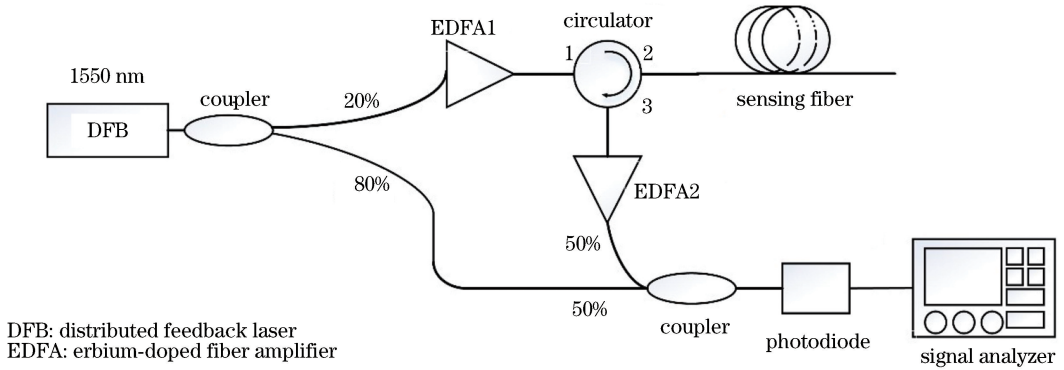 EDFA1
circulator
1
2
3
1550 nm
DFB
coupler
20%
sensing fiber
80%
EDFA2
50%
50%
coupler
photodiode
signal analyzer
DFB: distributed feedback laser
EDFA: erbium-doped fiber amplifier